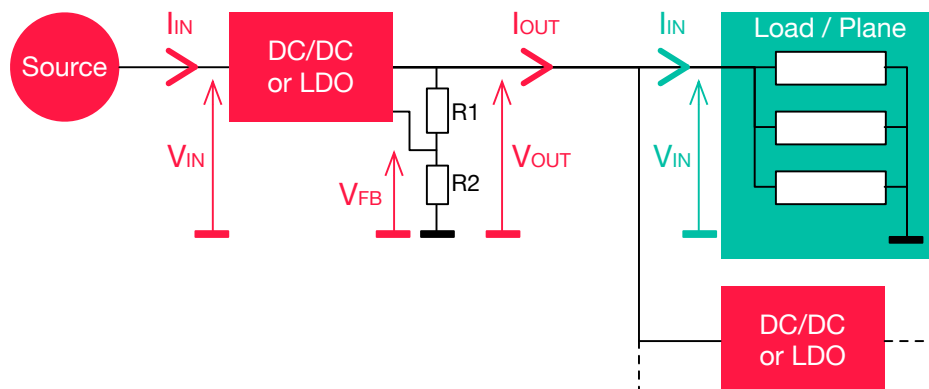 IIN
IOUT
IIN
Load / Plane
Source
DC/DC
or LDO
R1
VIN
VOUT
VIN
R2
VFB
DC/DC
or LDO